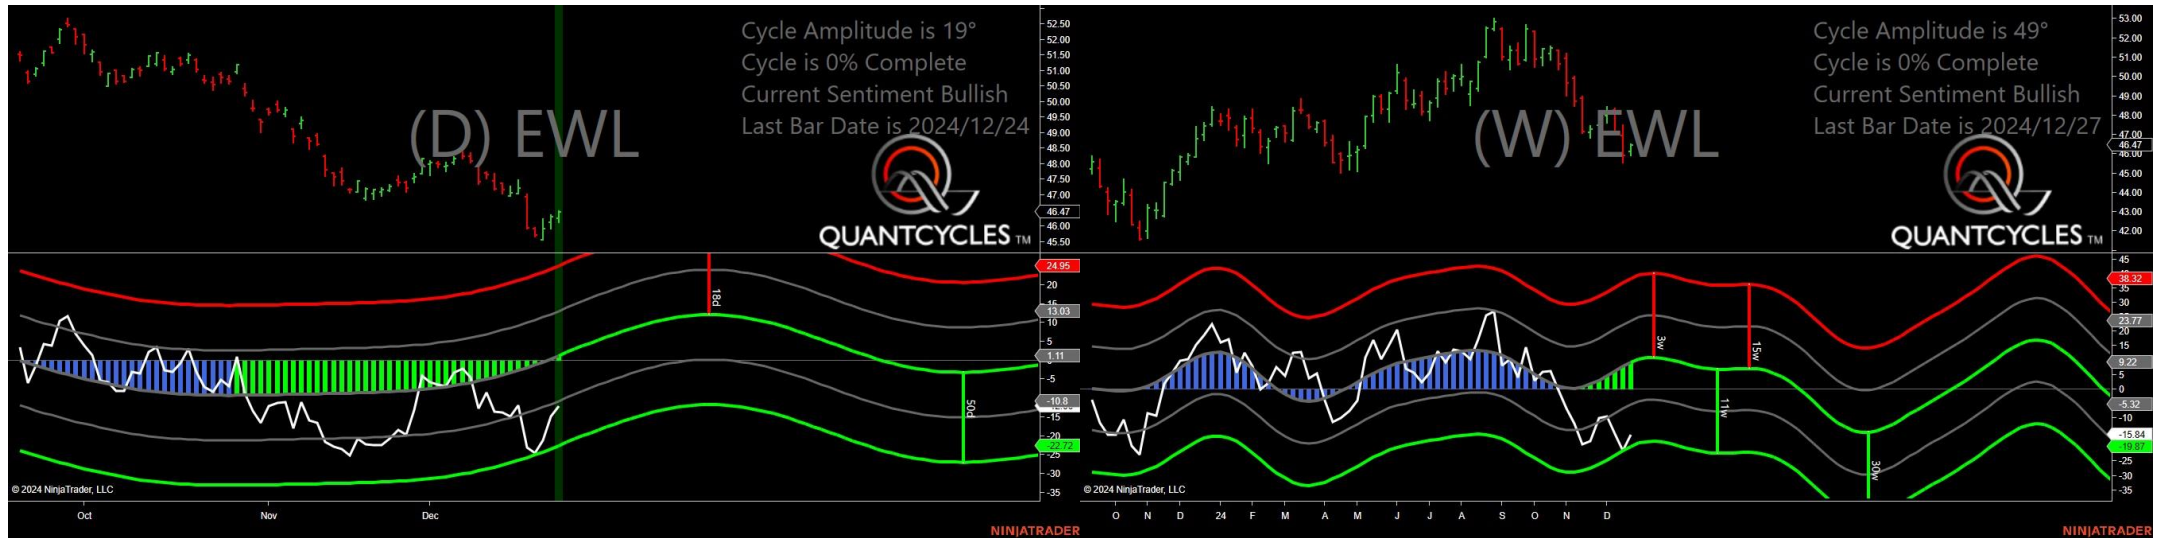 Cycle Amplitude is 19°
Cycle is 0% Complete
Current Sentiment Bullish
Last Bar Date is 2024/12/24
(D) EWL
QUANTCYCLES TM
52.50
52.00
51.50
51.00
50.50
50.00
49.50
49.00
48.50
48.00
47.50
47.00
46.47
46.00
45.50
24.95
20
15
13.03
10
5
1.11
-5
-10.8
-15
-20
-22.72
-25
-30
-35
18d
50d
© 2024 NinjaTrader, LLC
Oct
Nov
Dec
NINJATRADER
Cycle Amplitude is 49°
Cycle is 0% Complete
Current Sentiment Bullish
Last Bar Date is 2024/12/27
(W) EWL
QUANTCYCLES TM
53.00
52.00
51.00
50.00
49.00
48.00
47.00
46.47
46.00
45.00
44.00
43.00
42.00
45
38.32
35
30
23.77
20
15
9.22
5
0
-5.32
-10
-15.84
-19.87
-25
-30
-35
3w
15w
11w
30w
© 2024 NinjaTrader, LLC
O N D 24 F M A M J J A S O N D
NINJATRADER